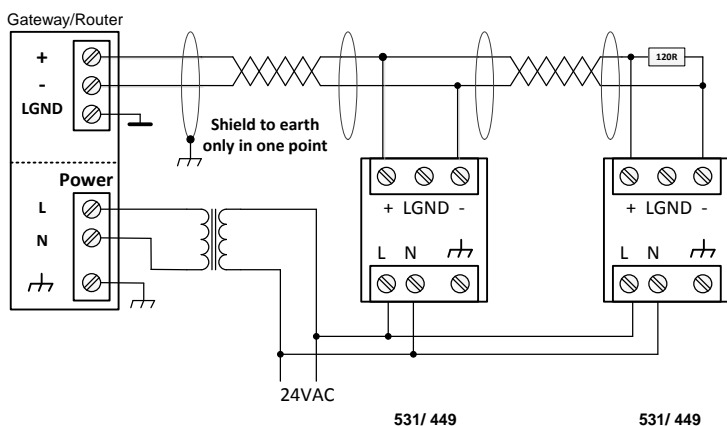 Gateway/Router
+
-
LGND
120R
Shield to earth
only in one point
Power
L
N
+ LGND -
L N
+ LGND -
L N
24VAC
531/ 449
531/ 449